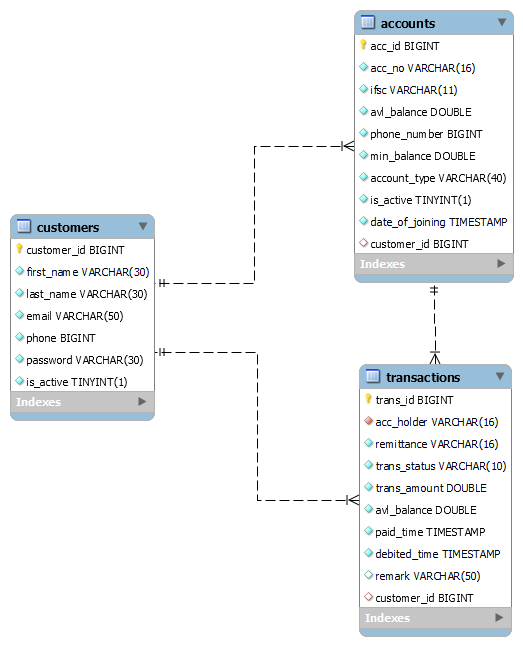 accounts
acc_id BIGINT
acc_no VARCHAR(16)
ifsc VARCHAR(11)
avl_balance DOUBLE
phone_number BIGINT
min_balance DOUBLE
account_type VARCHAR(40)
is_active TINYINT(1)
date_of_joining TIMESTAMP
customer_id BIGINT
Indexes
customers
customer_id BIGINT
first_name VARCHAR(30)
last_name VARCHAR(30)
email VARCHAR(50)
phone BIGINT
password VARCHAR(30)
is_active TINYINT(1)
Indexes
transactions
trans_id BIGINT
acc_holder VARCHAR(16)
remittance VARCHAR(16)
trans_status VARCHAR(10)
trans_amount DOUBLE
avl_balance DOUBLE
paid_time TIMESTAMP
debited_time TIMESTAMP
remark VARCHAR(50)
customer_id BIGINT
Indexes